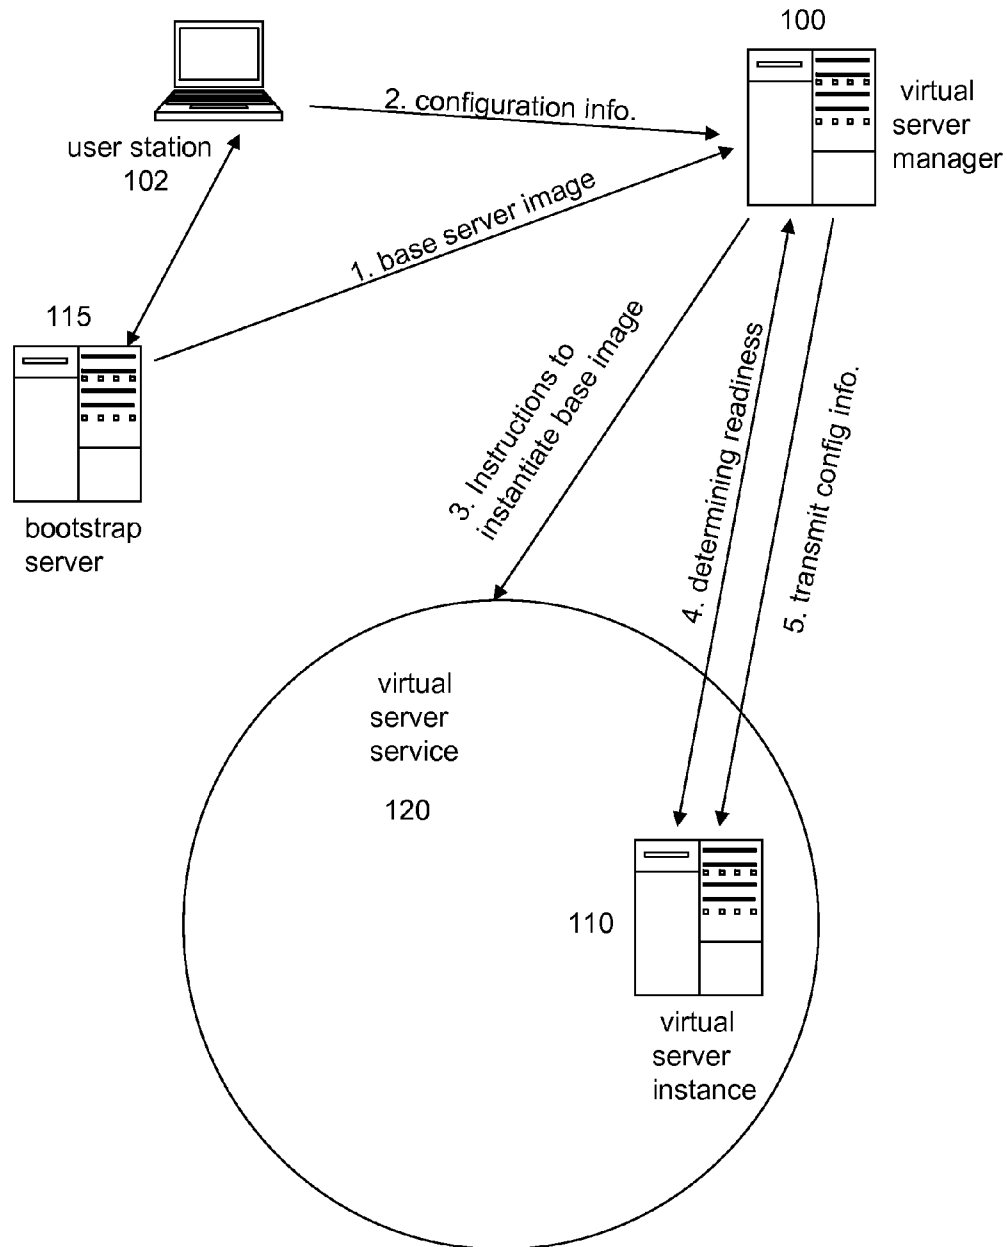 100
virtual
server
manager
2. configuration info.
user station
102
1. base server image
115
bootstrap
server
3. Instructions to
instantiate base image
4. determining readiness
5. transmit config info.
virtual
server
service
120
110
virtual
server
instance